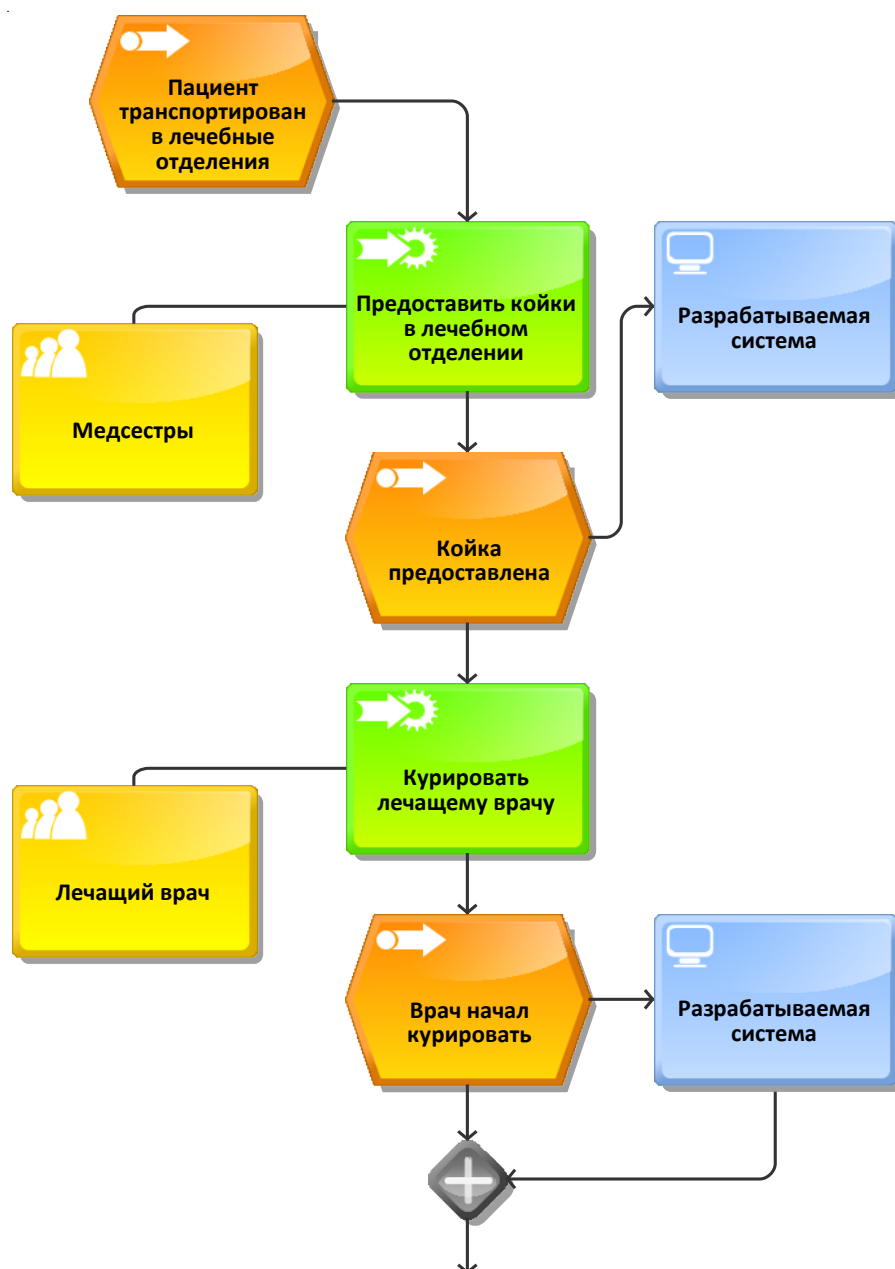 Пациент
транспортирован
в лечебные
отделения
Предоставить койки
в лечебном
отделении
Разрабатываемая
система
Медсестры
Койка
предоставлена
Курировать
лечащему врачу
Лечащий врач
Врач начал
курировать
Разрабатываемая
система